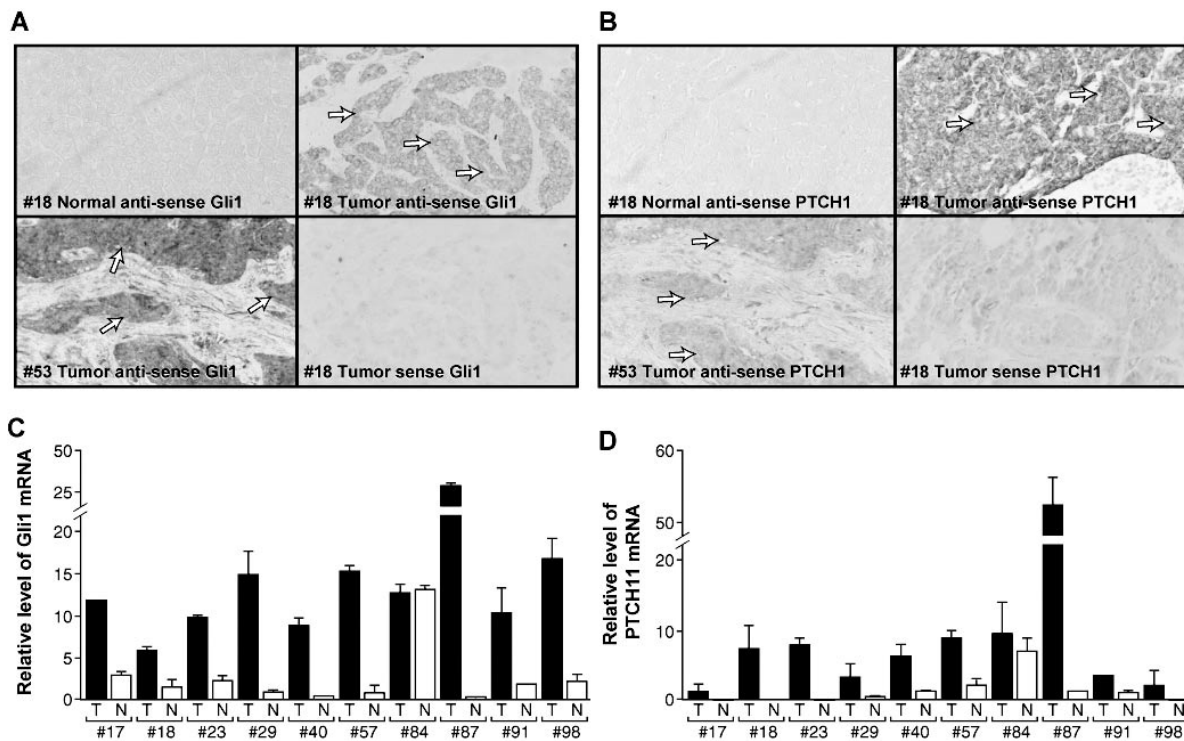 A
B
#18 Normal anti-sense Gli1
#18 Tumor anti-sense Gli1
#53 Tumor anti-sense Gli1
#18 Tumor sense Gli1
#18 Normal anti-sense PTCH1
#18 Tumor anti-sense PTCH1
#53 Tumor anti-sense PTCH1
#18 Tumor sense PTCH1
C
Relative level of Gli1 mRNA
50
25
20
15
10
5
0
T N T N T N T N T N T N T N T N T N T N
#17 #18 #23 #29 #40 #57 #84 #87 #91 #98
D
Relative level of
PTCH11 mRNA
60
50
20
10
0
T N T N T N T N T N T N T N T N T N T N
#17 #18 #23 #29 #40 #57 #84 #87 #91 #98